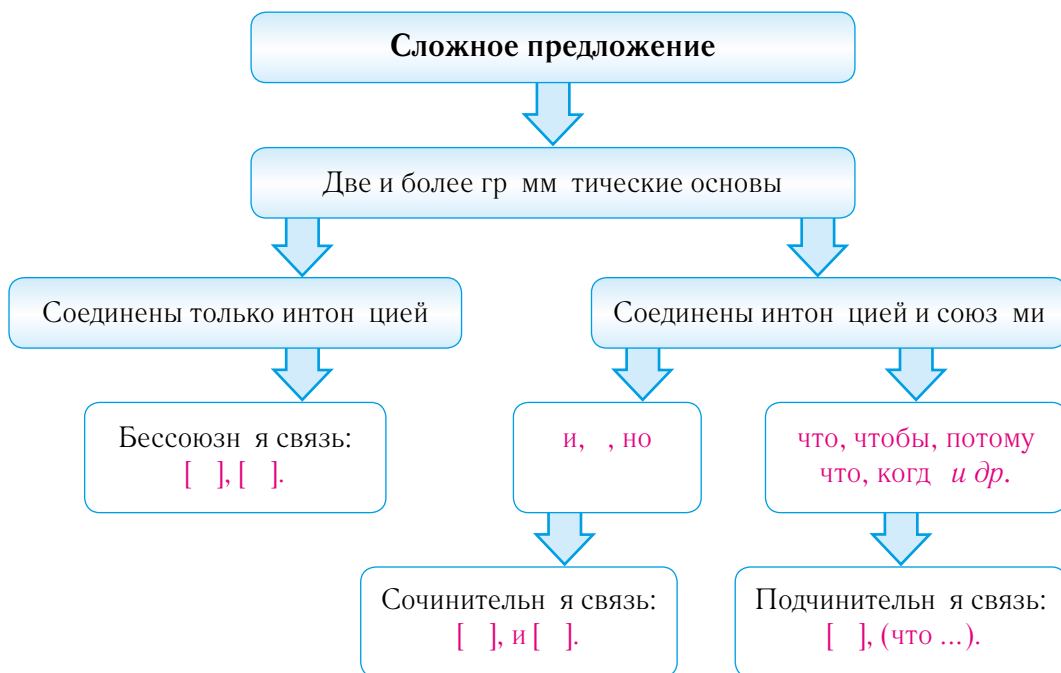 Сложное предложение
Две и более гр мм тические основы
Соединены только интон цией
Соединены интон цией и союз ми
Бессоюзн я связь:
[ ], [ ].
и, , но
что, чтобы, потому
что, когд и др.
Сочинительн я связь:
[ ], и [ ].
Подчинительн я связь:
[ ], (что ...).